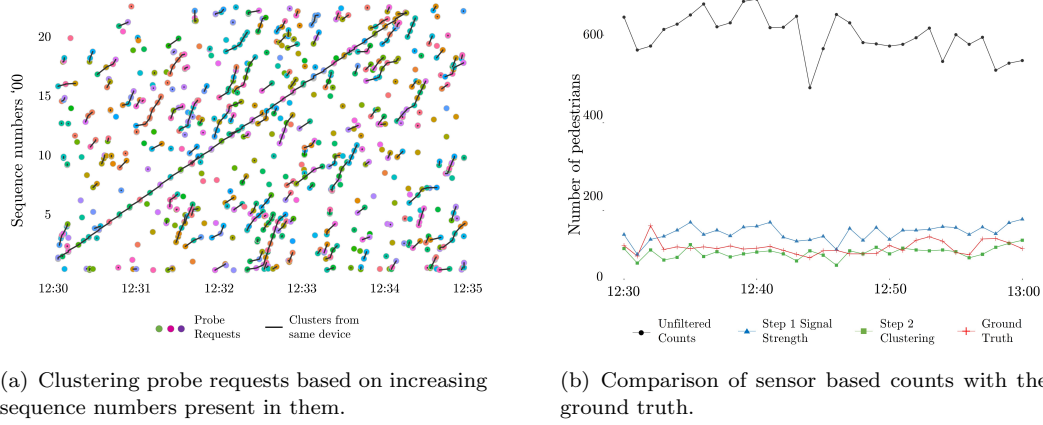 20
15
10
5
Sequence numbers ‘00
12:30 12:31 12:32 12:33 12:34 12:35
Probe Requests
Clusters from same device
(a) Clustering probe requests based on increasing
sequence numbers present in them.
600
400
200
0
Number of pedestrians
12:30 12:40 12:50 13:00
Unfiltered Counts
Step 1 Signal Strength
Step 2 Clustering
Ground Truth
(b) Comparison of sensor based counts with the
ground truth.